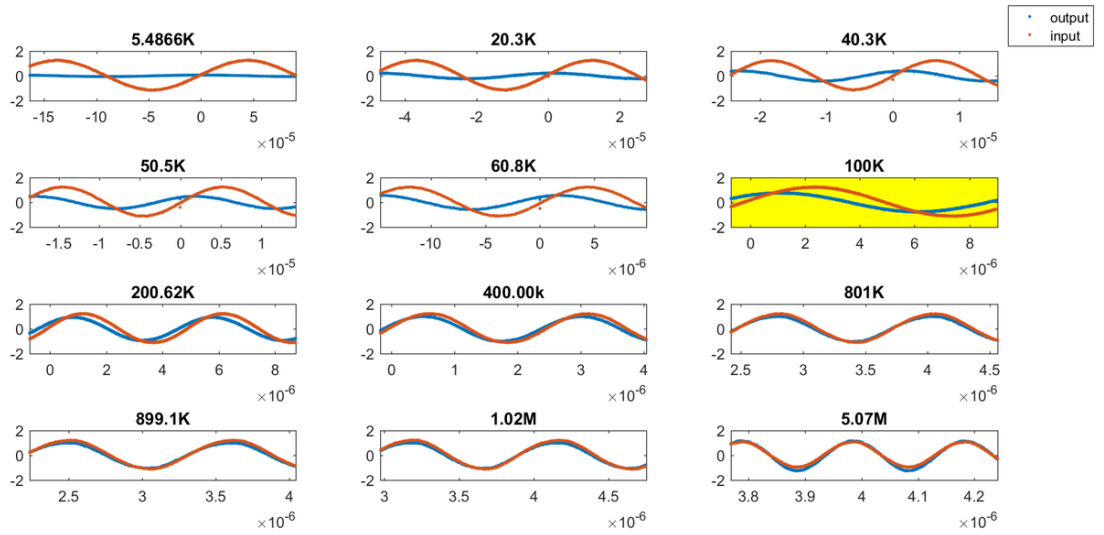 output
input
5.4866K
20.3K
40.3K
2 0 -2
2 0 -2
2 0 -2
-15 -10 -5 0 5
-4 -2 0 2
-2 -1 0 1
×10-5
×10-5
×10-5
50.5K
60.8K
100K
2 0 -2
2 0 -2
2 0 -2
-1.5 -1 -0.5 0 0.5 1
-10 -5 0 5
0 2 4 6 8
×10-5
×10-6
×10-6
200.62K
400.00k
801K
2 0 -2
2 0 -2
2 0 -2
0 2 4 6 8
0 1 2 3 4
2.5 3 3.5 4 4.5
×10-6
×10-6
×10-6
899.1K
1.02M
5.07M
2 0 -2
2 0 -2
2 0 -2
2.5 3 3.5 4
3 3.5 4 4.5
3.8 3.9 4 4.1 4.2
×10-6
×10-6
×10-6